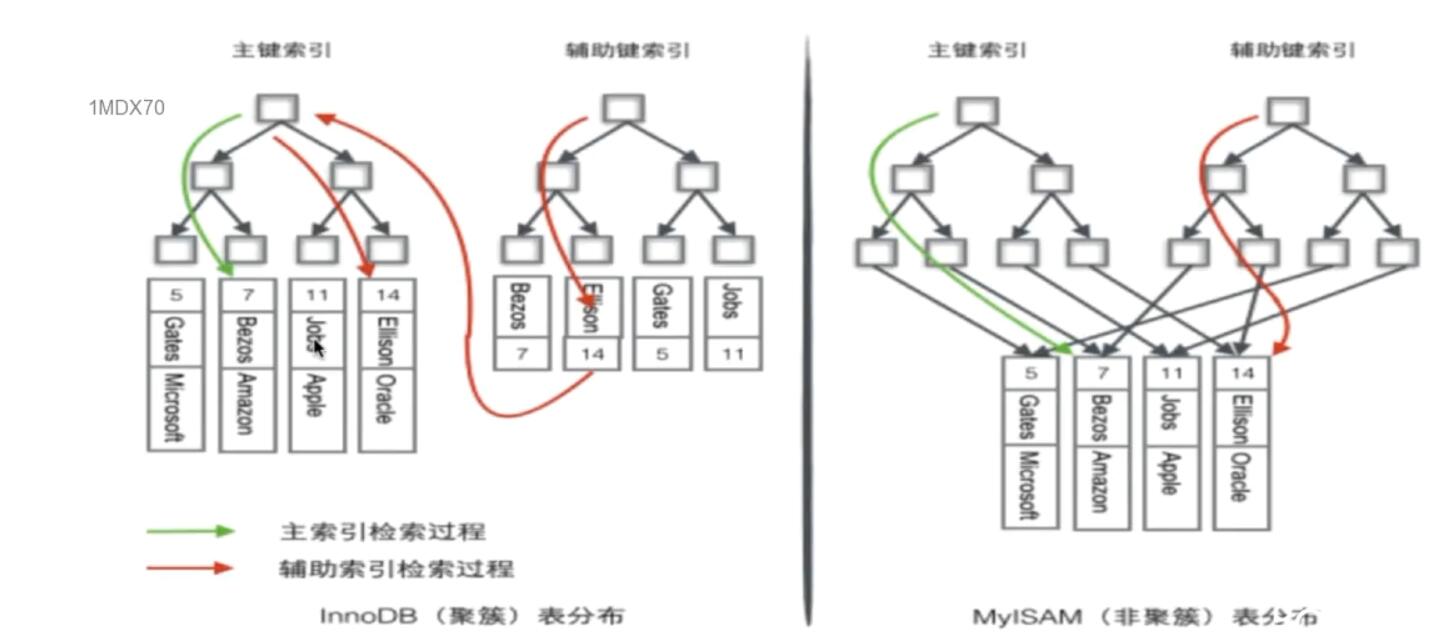 主键索引
辅助键索引
主键索引
辅助键索引
1MDX70
5
Gates
Microsoft
7
Bezos
Amazon
11
Jobs
Apple
14
Ellison
Oracle
Bezos
7
Ellison
14
Gates
5
Jobs
11
5
Gates
Microsoft
7
Bezos
Amazon
11
Jobs
Apple
14
Ellison
Oracle
主索引检索过程
辅助索引检索过程
InnoDB（聚簇）表分布
MyISAM（非聚簇）表分布